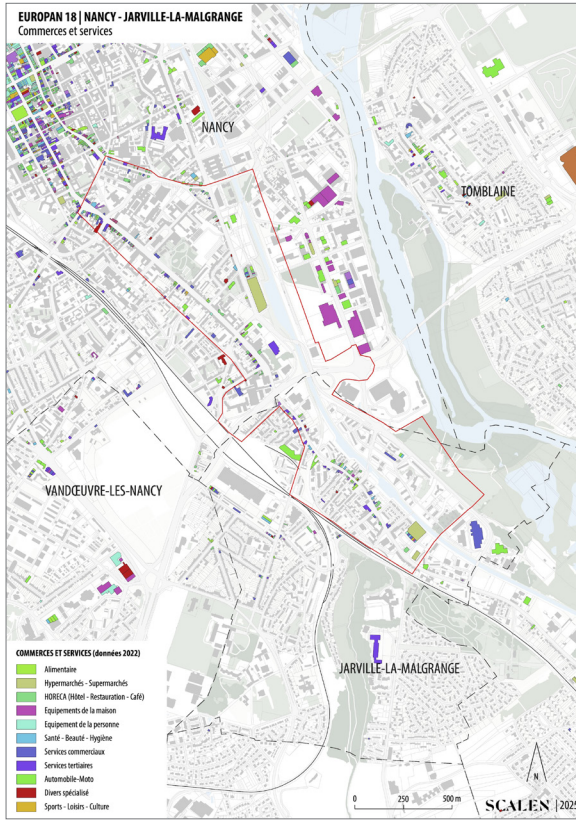 EUROPAN 18 | NANCY - JARVILLE-LA-MALGRANGE
Commerces et services
NANCY
TOMBLAINE
VANDŒUVRE-LES-NANCY
JARVILLE-LA-MALGRANGE
COMMERCES ET SERVICES (données 2022)
Alimentaire
Hypermarchés - Supermarchés
HORECA (Hôtel - Restauration - Café)
Equipements de la maison
Equipement de la personne
Santé - Beauté - Hygiène
Services commerciaux
Services tertiaires
Automobile-Moto
Divers spécialisé
Sports - Loisirs - Culture
N
0 250 500 m
SCALEN | 2025